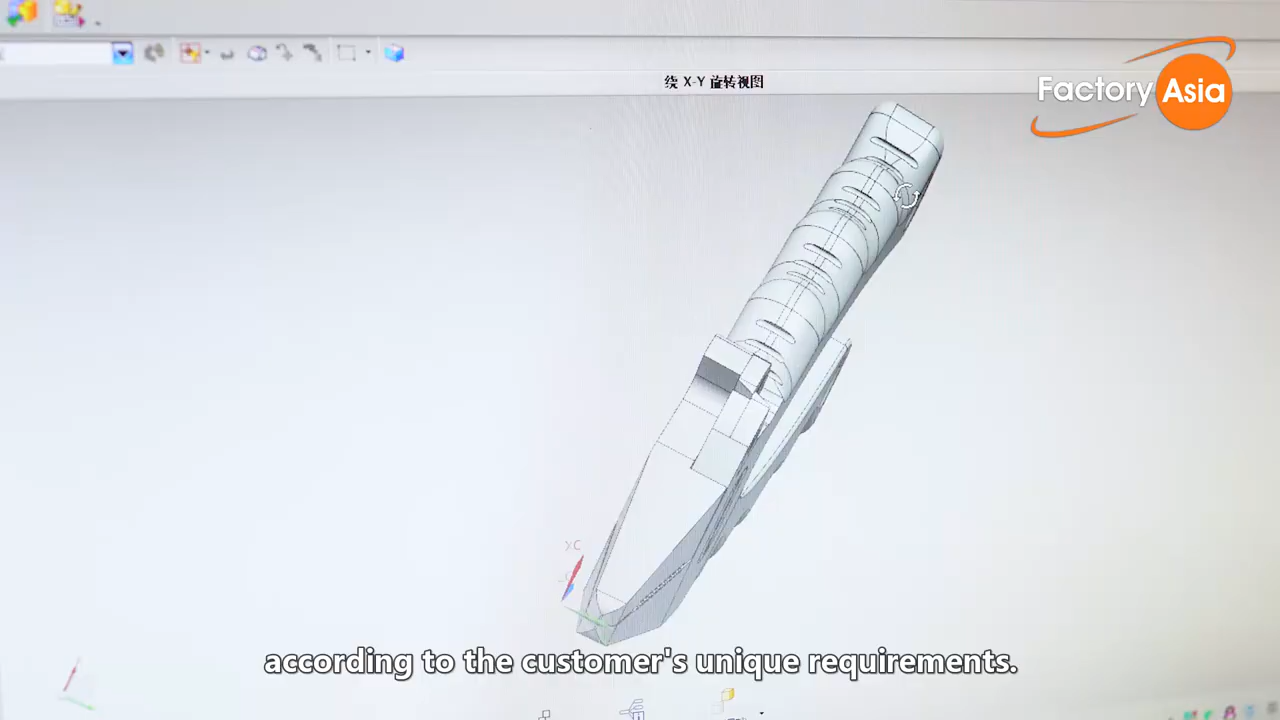 绕 X-Y 旋转视图
Factory Asia
XC
according to the customer's unique requirements.